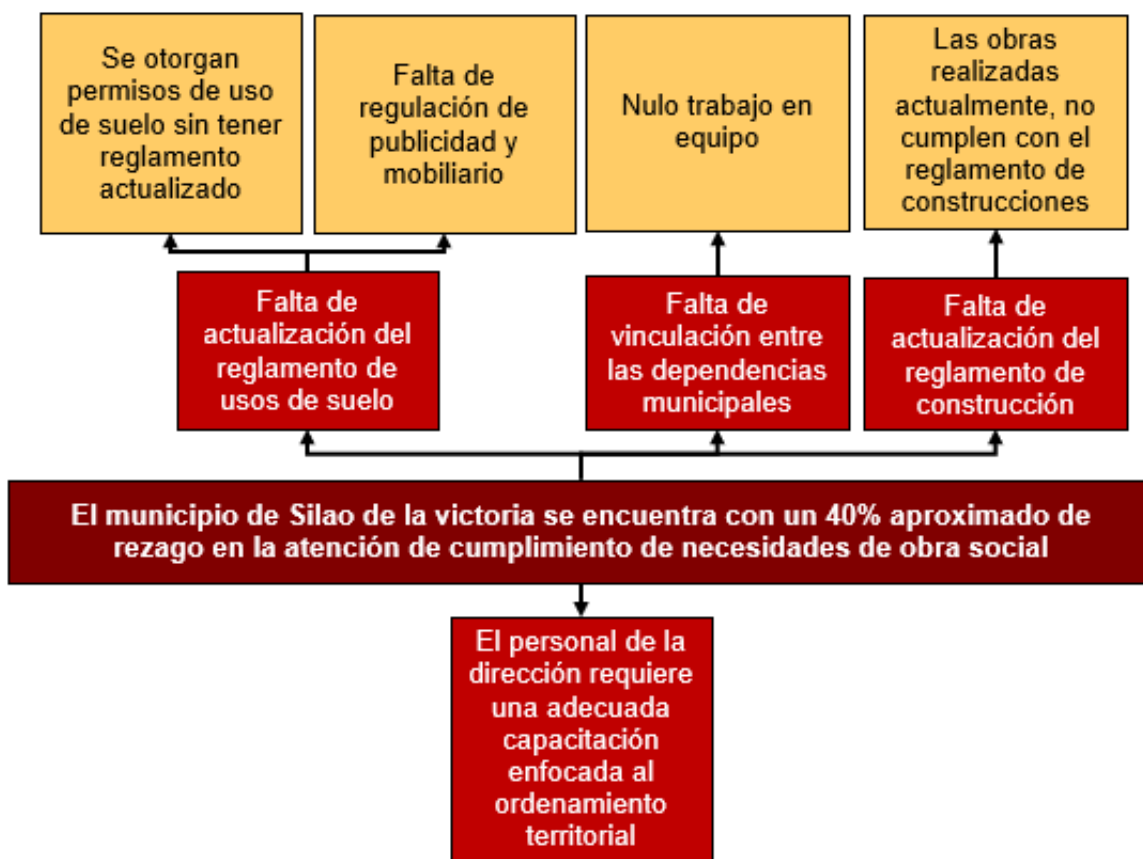 Se otorgan
permisos de uso
de suelo sin tener
reglamento
actualizado
Falta de
regulación de
publicidad y
mobiliario
Nulo trabajo en
equipo
Las obras
realizadas
actualmente, no
cumplen con el
reglamento de
construcciones
Falta de
actualización del
reglamento de
usos de suelo
Falta de
vinculación entre
las dependencias
municipales
Falta de
actualización del
reglamento de
construcción
El municipio de Silao de la victoria se encuentra con un 40% aproximado de
rezago en la atención de cumplimiento de necesidades de obra social
El personal de la
dirección requiere
una adecuada
capacitación
enfocada al
ordenamiento
territorial